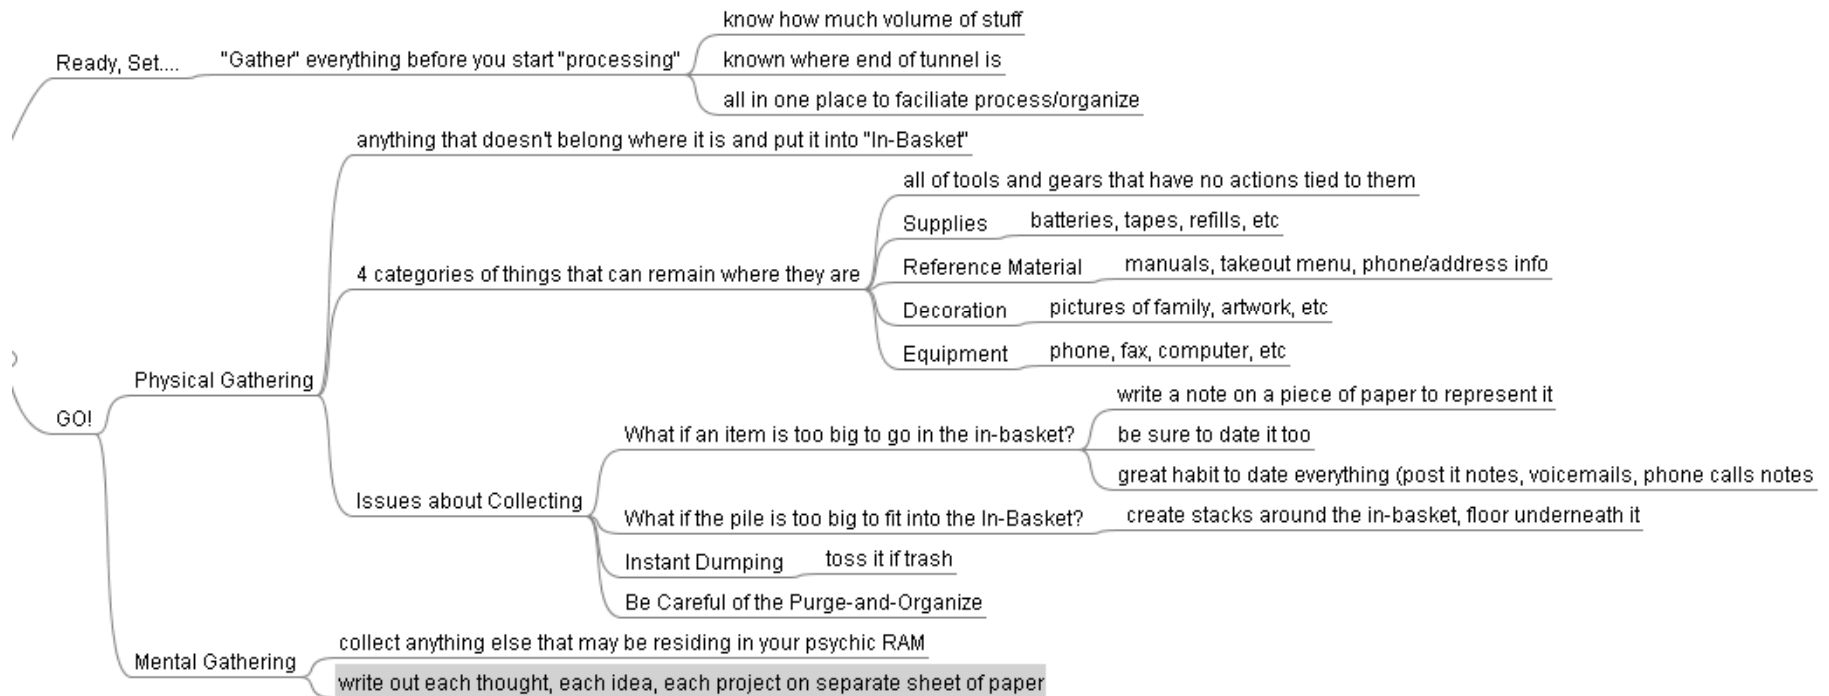 Ready, Set....
"Gather" everything before you start "processing"
know how much volume of stuff
known where end of tunnel is
all in one place to faciliate process/organize
GO!
Physical Gathering
anything that doesn't belong where it is and put it into "In-Basket"
4 categories of things that can remain where they are
all of tools and gears that have no actions tied to them
Supplies
batteries, tapes, refills, etc
Reference Material
manuals, takeout menu, phone/address info
Decoration
pictures of family, artwork, etc
Equipment
phone, fax, computer, etc
Issues about Collecting
What if an item is too big to go in the in-basket?
write a note on a piece of paper to represent it
be sure to date it too
great habit to date everything (post it notes, voicemails, phone calls notes
What if the pile is too big to fit into the In-Basket?
create stacks around the in-basket, floor underneath it
Instant Dumping
toss it if trash
Be Careful of the Purge-and-Organize
Mental Gathering
collect anything else that may be residing in your psychic RAM
write out each thought, each idea, each project on separate sheet of paper